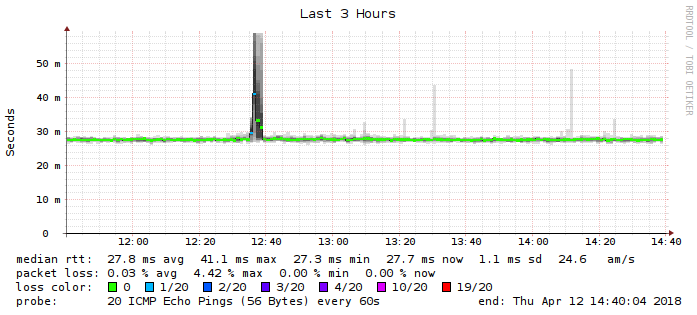 Last 3 Hours
RRDTOOL / TOBI OETIKER
Seconds
50 m
40 m
30 m
20 m
10 m
0
12:00 12:20 12:40 13:00 13:20 13:40 14:00 14:20 14:40
median rtt: 27.8 ms avg 41.1 ms max 27.3 ms min 27.7 ms now 1.1 ms sd 24.6 am/s
packet loss: 0.03 % avg 4.42 % max 0.00 % min 0.00 % now
loss color: 0 1/20 2/20 3/20 4/20 10/20 19/20
probe: 20 ICMP Echo Pings (56 Bytes) every 60s end: Thu Apr 12 14:40:04 2018